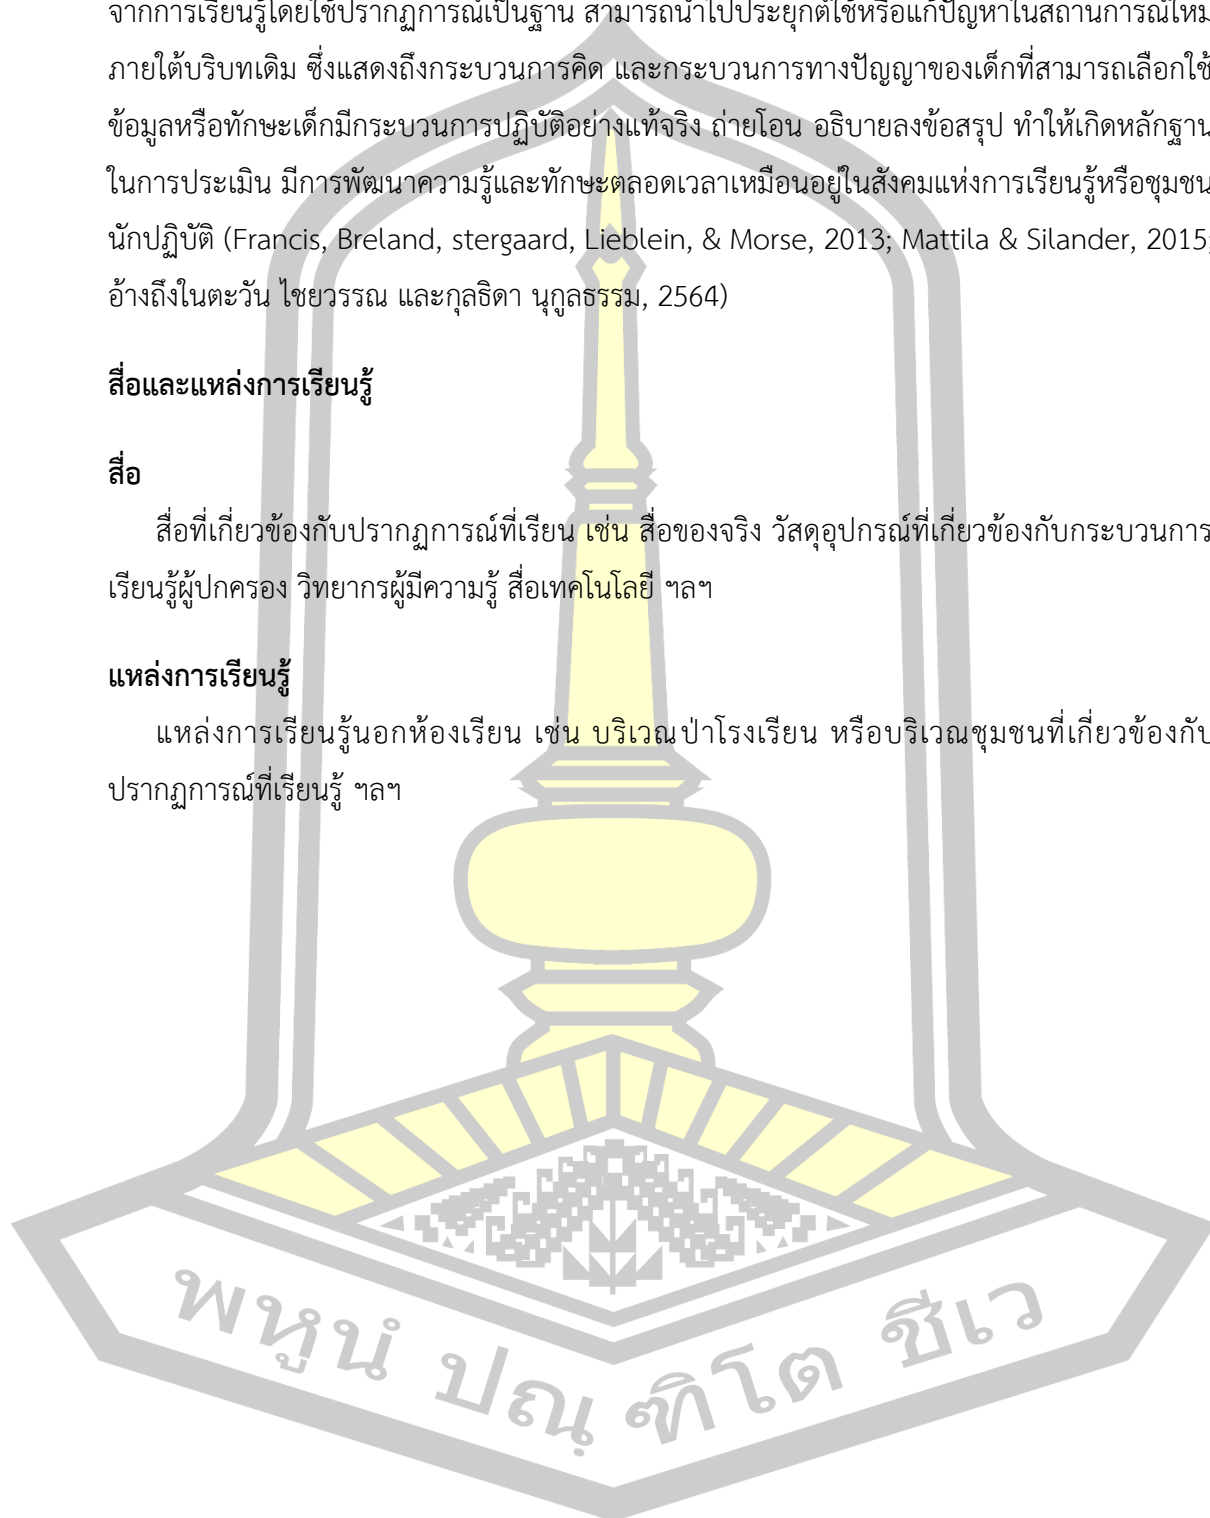 จากการเรียนรู้โดยใช้ปรากฏการณ์เป็นฐาน สามารถนำไปประยุกต์ใช้หรือแก้ปัญหาในสถานการณ์ใหม่
ภายใต้บริบทเดิม ซึ่งแสดงถึงกระบวนการคิด และกระบวนการทางปัญญาของเด็กที่สามารถเลือกใช้
ข้อมูลหรือทักษะเด็กมีกระบวนการปฏิบัติอย่างแท้จริง ถ่ายโอน อธิบายลงข้อสรุป ทำให้เกิดหลักฐาน
ในการประเมิน มีการพัฒนาความรู้และทักษะตลอดเวลาเหมือนอยู่ในสังคมแห่งการเรียนรู้หรือชุมชน
นักปฏิบัติ (Francis, Breland, stergaard, Lieblein, & Morse, 2013; Mattila & Silander, 2015;
อ้างถึงในตะวัน ไชยวรรณ และกุลธิดา นุกูลธรรม, 2564)
สื่อและแหล่งการเรียนรู้
สื่อ
สื่อที่เกี่ยวข้องกับปรากฏการณ์ที่เรียน เช่น สื่อของจริง วัสดุอุปกรณ์ที่เกี่ยวข้องกับกระบวนการ
เรียนรู้ผู้ปกครอง วิทยากรผู้มีความรู้ สื่อเทคโนโลยี ฯลฯ
แหล่งการเรียนรู้
แหล่งการเรียนรู้นอกห้องเรียน เช่น บริเวณป่าโรงเรียน หรือบริเวณชุมชนที่เกี่ยวข้องกับ
ปรากฏการณ์ที่เรียนรู้ ฯลฯ
พหูนํ ปณฺฑิโต ชีเว